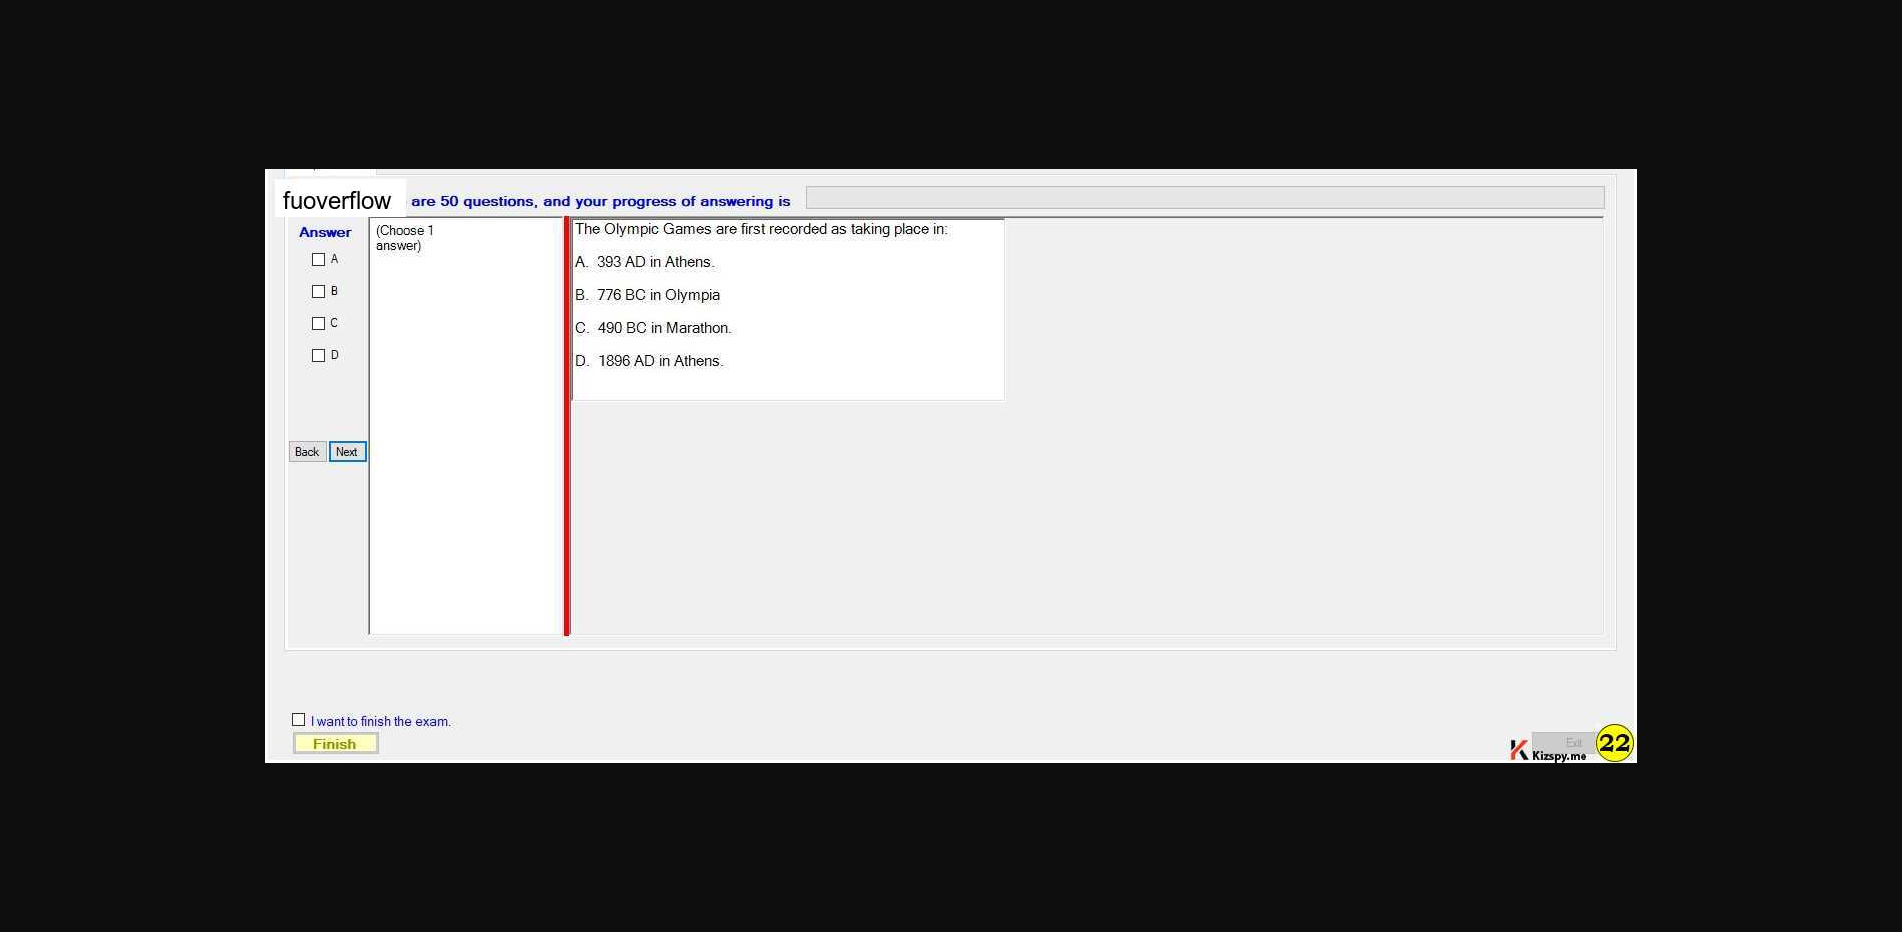 fuoverflow are 50 questions, and your progress of answering is
Answer
(Choose 1
answer)
A
B
C
D
The Olympic Games are first recorded as taking place in:
A. 393 AD in Athens.
B. 776 BC in Olympia
C. 490 BC in Marathon.
D. 1896 AD in Athens.
Back Next
I want to finish the exam.
Finish
Exit
Kizspy.me
22